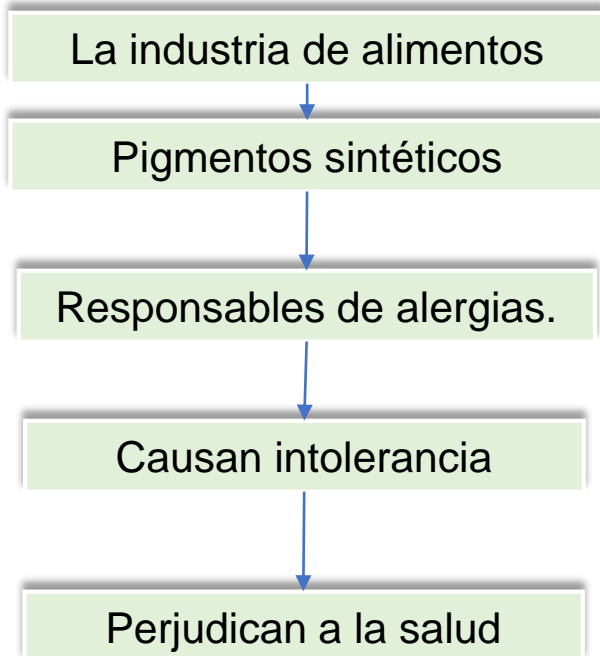 La industria de alimentos
Pigmentos sintéticos
Responsables de alergias.
Causan intolerancia
Perjudican a la salud